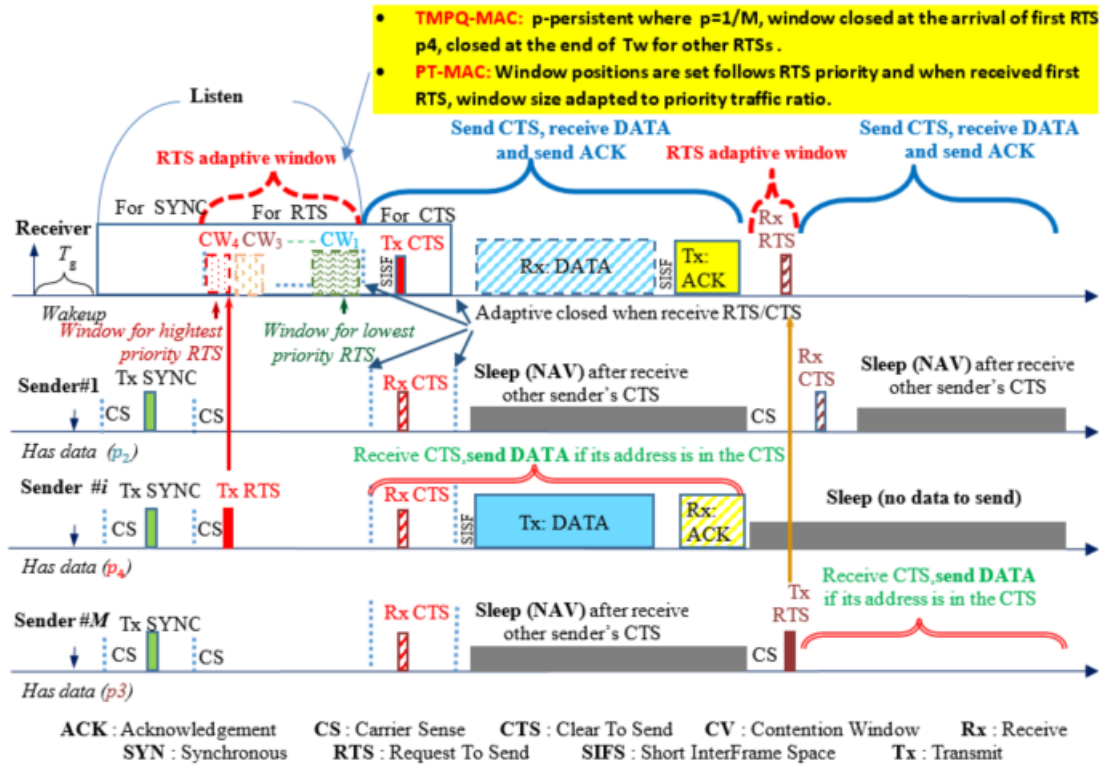 • TMPQ-MAC: p-persistent where p=1/M, window closed at the arrival of first RTS
p4, closed at the end of Tw for other RTSs .
• PT-MAC: Window positions are set follows RTS priority and when received first
RTS, window size adapted to priority traffic ratio.
Listen
Send CTS, receive DATA
and send ACK
Send CTS, receive DATA
and send ACK
RTS adaptive window
RTS adaptive window
For SYNC
For RTS
For CTS
Receiver
Tg
CW4
CW3
CW1
SISF
Tx CTS
Rx: DATA
SISF
Tx:
ACK
Rx
RTS
Wakeup
Window for highest
priority RTS
Window for lowest
priority RTS
Adaptive closed when receive RTS/CTS
Sender#1
Tx SYNC
CS
CS
Rx CTS
Sleep (NAV) after receive
other sender's CTS
CS
Rx
CTS
Sleep (NAV) after receive
other sender's CTS
Has data (p2)
Receive CTS,send DATA if its address is in the CTS
Sender #i
Tx SYNC
Tx RTS
CS
CS
Rx CTS
SISF
Tx: DATA
Rx:
ACK
Sleep (no data to send)
Has data (p4)
Receive CTS,send DATA
if its address is in the CTS
Sender #M
Tx SYNC
CS
CS
Rx CTS
Sleep (NAV) after receive
other sender's CTS
CS
Tx
RTS
Has data (p3)
ACK : Acknowledgement CS : Carrier Sense CTS : Clear To Send CV : Contention Window Rx : Receive
SYN : Synchronous RTS : Request To Send SIFS : Short InterFrame Space Tx : Transmit